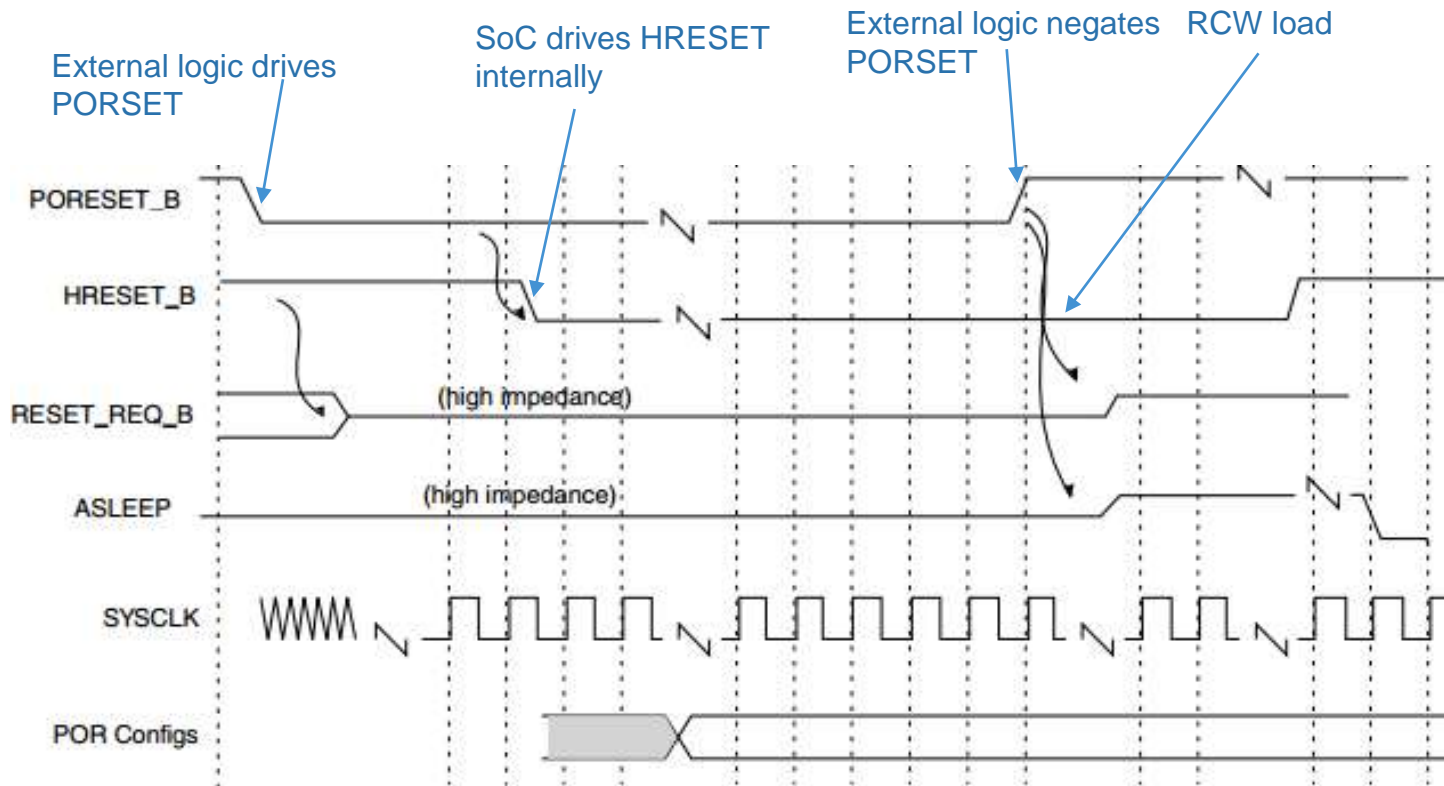 External logic drives
PORSET
SoC drives HRESET
internally
External logic negates
PORSET
RCW load
PORESET_B
HRESET_B
RESET_REQ_B
(high impedance)
ASLEEP
(high impedance)
SYSCLK
POR Configs